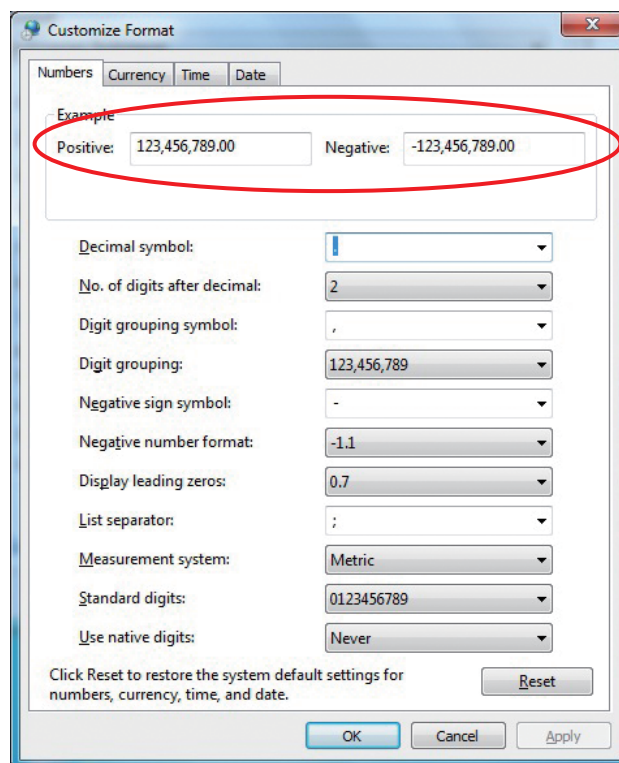 Customize Format
Numbers Currency Time Date
Example
Positive: 123,456,789.00 Negative: -123,456,789.00
Decimal symbol: .
No. of digits after decimal: 2
Digit grouping symbol: ,
Digit grouping: 123,456,789
Negative sign symbol: -
Negative number format: -1.1
Display leading zeros: 0.7
List separator: ;
Measurement system: Metric
Standard digits: 0123456789
Use native digits: Never
Click Reset to restore the system default settings for
numbers, currency, time, and date. Reset
OK Cancel Apply